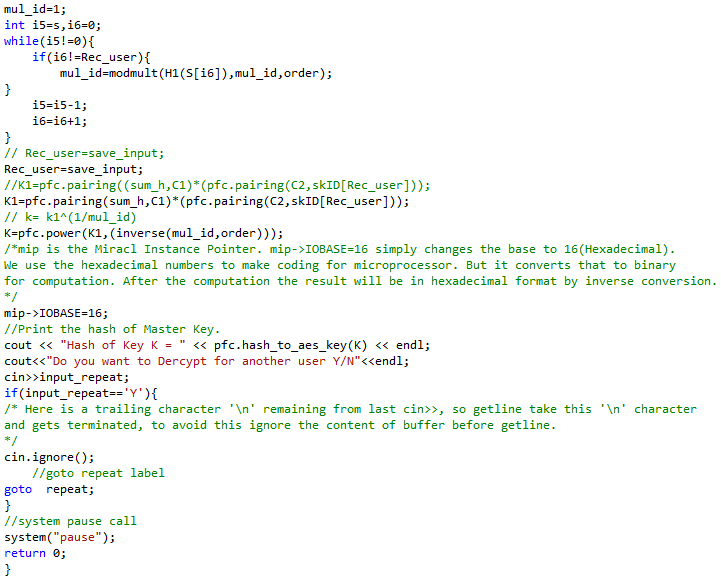 mul_id=1;
int i5=s,i6=0;
while(i5!=0){
if(i6!=Rec_user){
mul_id=modmult(H1(S[i6]),mul_id,order);
}
i5=i5-1;
i6=i6+1;
}
// Rec_user=save_input;
Rec_user=save_input;
//K1=pfc.pairing((sum_h,C1)*(pfc.pairing(C2,skID[Rec_user]));
K1=pfc.pairing(sum_h,C1)*(pfc.pairing(C2,skID[Rec_user]));
// k= k1^(1/mul_id)
K=pfc.power(K1,(inverse(mul_id,order)));
/*mip is the Miracl Instance Pointer. mip->IOBASE=16 simply changes the base to 16(Hexadecimal).
We use the hexadecimal numbers to make coding for microprocessor. But it converts that to binary
for computation. After the computation the result will be in hexadecimal format by inverse conversion.
*/
mip->IOBASE=16;
//Print the hash of Master Key.
cout << "Hash of Key K = " << pfc.hash_to_aes_key(K) << endl;
cout<<"Do you want to Dercypt for another user Y/N"<<endl;
cin>>input_repeat;
if(input_repeat=='Y'){
/* Here is a trailing character '\n' remaining from last cin>>, so getline take this '\n' character
and gets terminated, to avoid this ignore the content of buffer before getline.
*/
cin.ignore();
//goto repeat label
goto  repeat;
}
//system pause call
system("pause");
return 0;
}